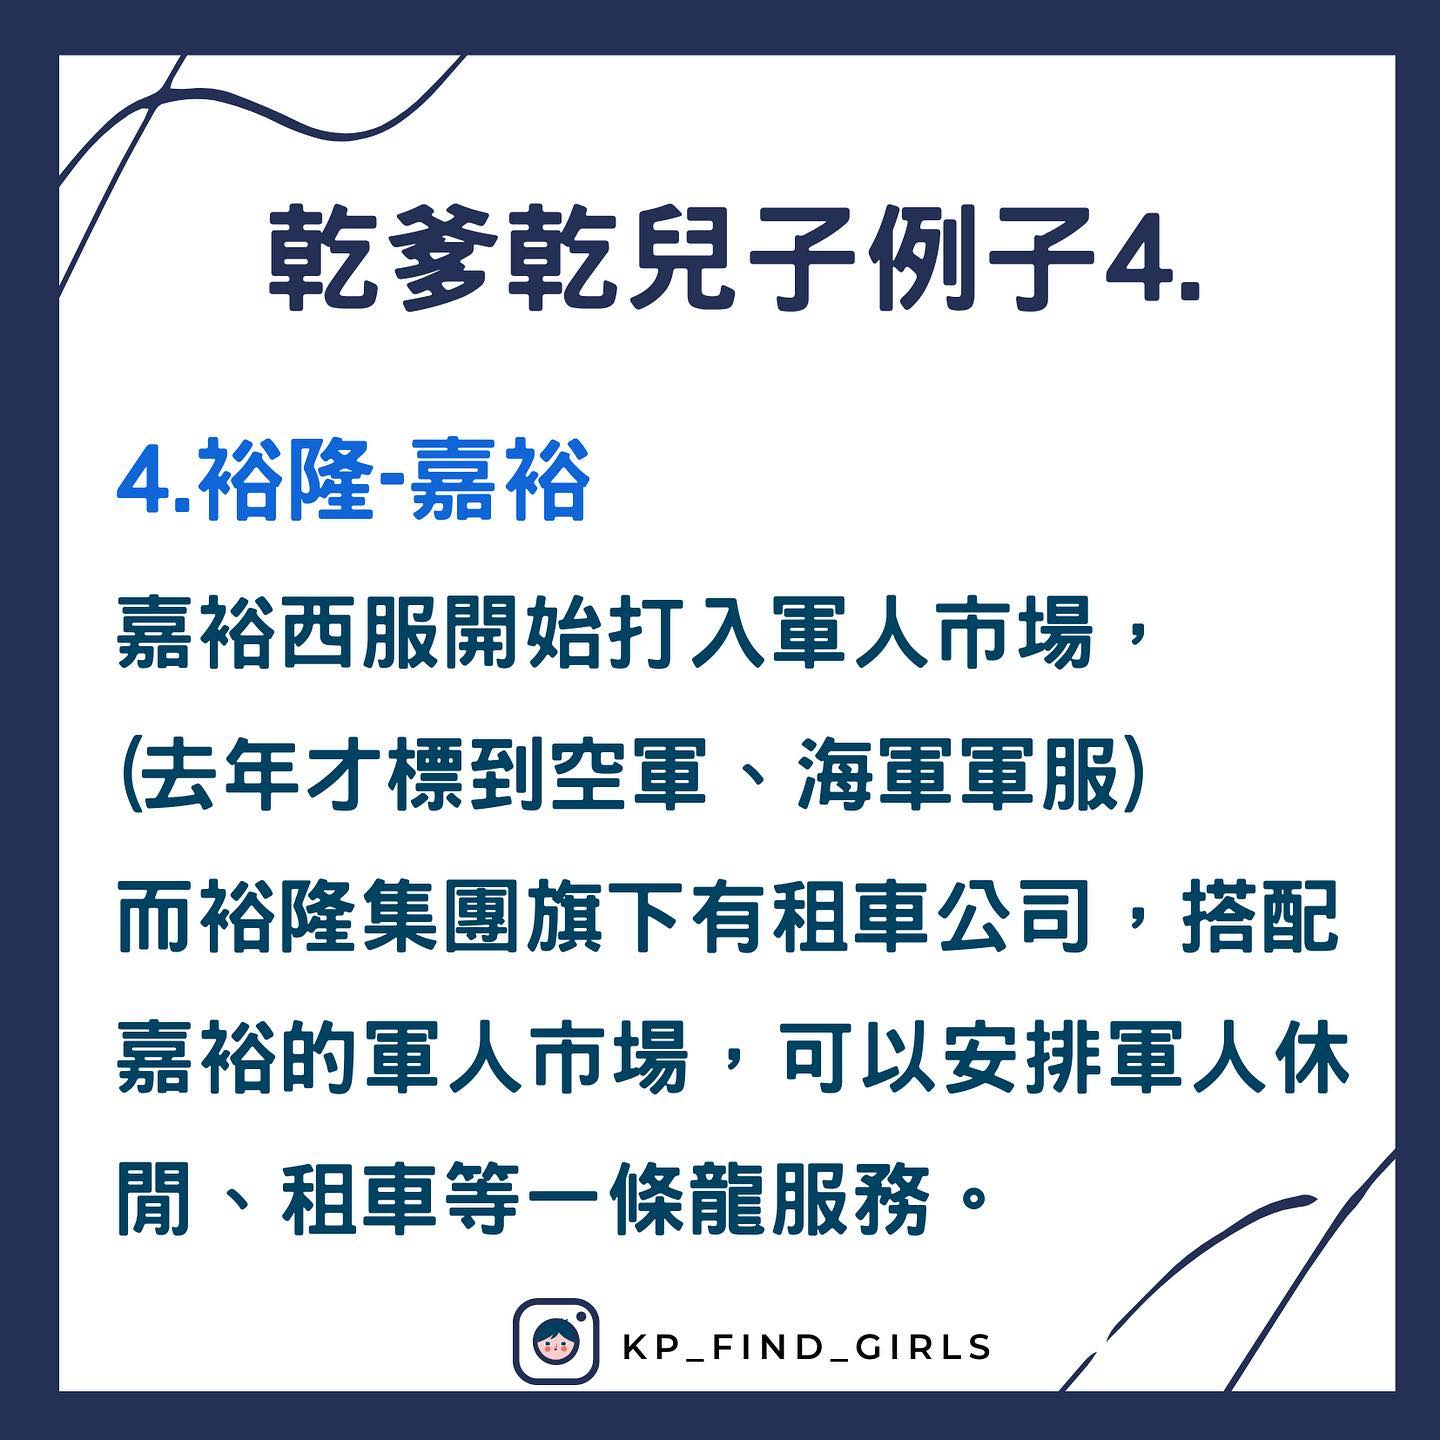 乾爹乾兒子例子4.
4.裕隆-嘉裕
嘉裕西服開始打入軍人市場，
(去年才標到空軍、海軍軍服)
而裕隆集團旗下有租車公司，搭配
嘉裕的軍人市場，可以安排軍人休
閒、租車等一條龍服務。
KP_FIND_GIRLS